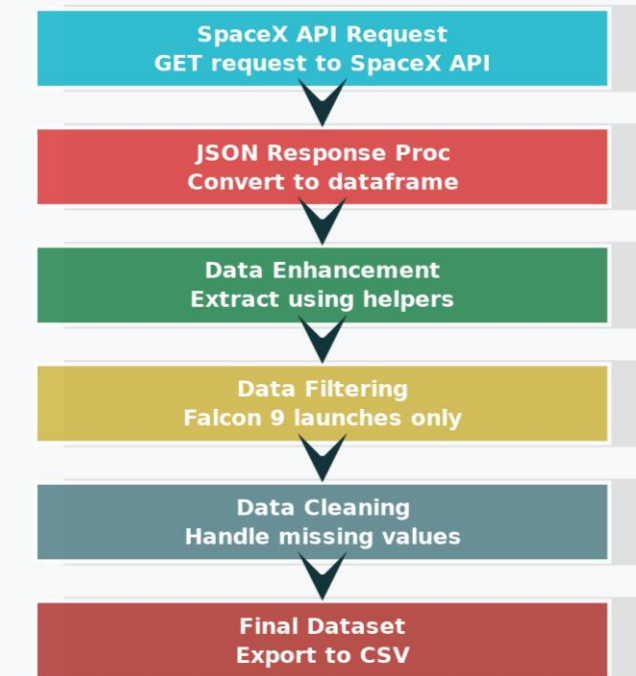 SpaceX API Request
GET request to SpaceX API
JSON Response Proc
Convert to dataframe
Data Enhancement
Extract using helpers
Data Filtering
Falcon 9 launches only
Data Cleaning
Handle missing values
Final Dataset
Export to CSV